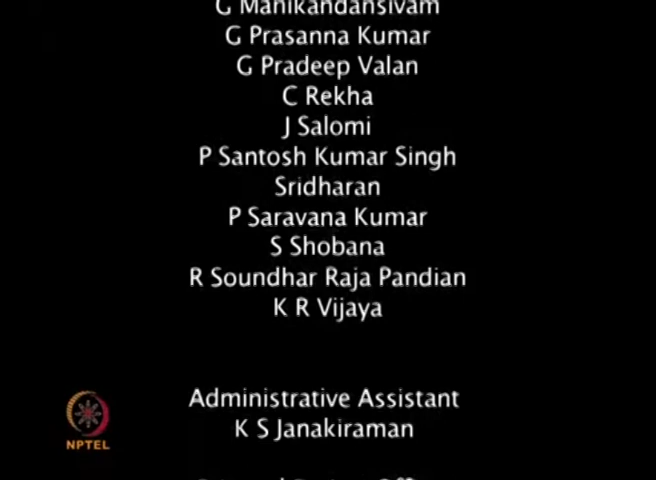 G Manikandansivam
G Prasanna Kumar
G Pradeep Valan
C Rekha
J Salomi
P Santosh Kumar Singh
Sridharan
P Saravana Kumar
S Shobana
R Soundhar Raja Pandian
K R Vijaya
Administrative Assistant
K S Janakiraman
NPTEL